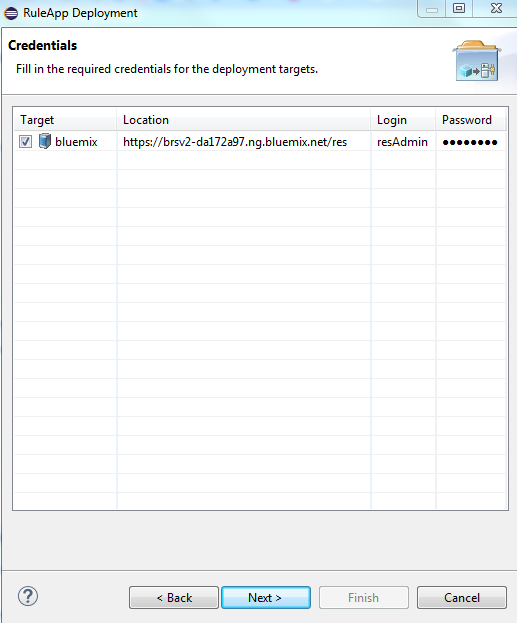 RuleApp Deployment
Credentials
Fill in the required credentials for the deployment targets.
Target Location Login Password
bluemix https://brsv2-da172a97.ng.bluemix.net/res resAdmin ●●●●●●●●
? < Back Next > Finish Cancel